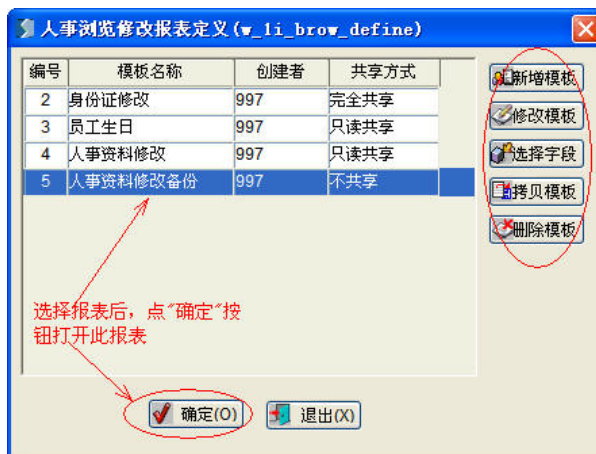 人事浏览修改报表定义(w_li_brow_define)
编号 模板名称 创建者 共享方式
2 身份证修改 997 完全共享
3 员工生日 997 只读共享
4 人事资料修改 997 只读共享
5 人事资料修改备份 997 不共享
新增模板
修改模板
选择字段
拷贝模板
删除模板
选择报表后，点"确定"按
钮打开此报表
确定(O) 退出(X)